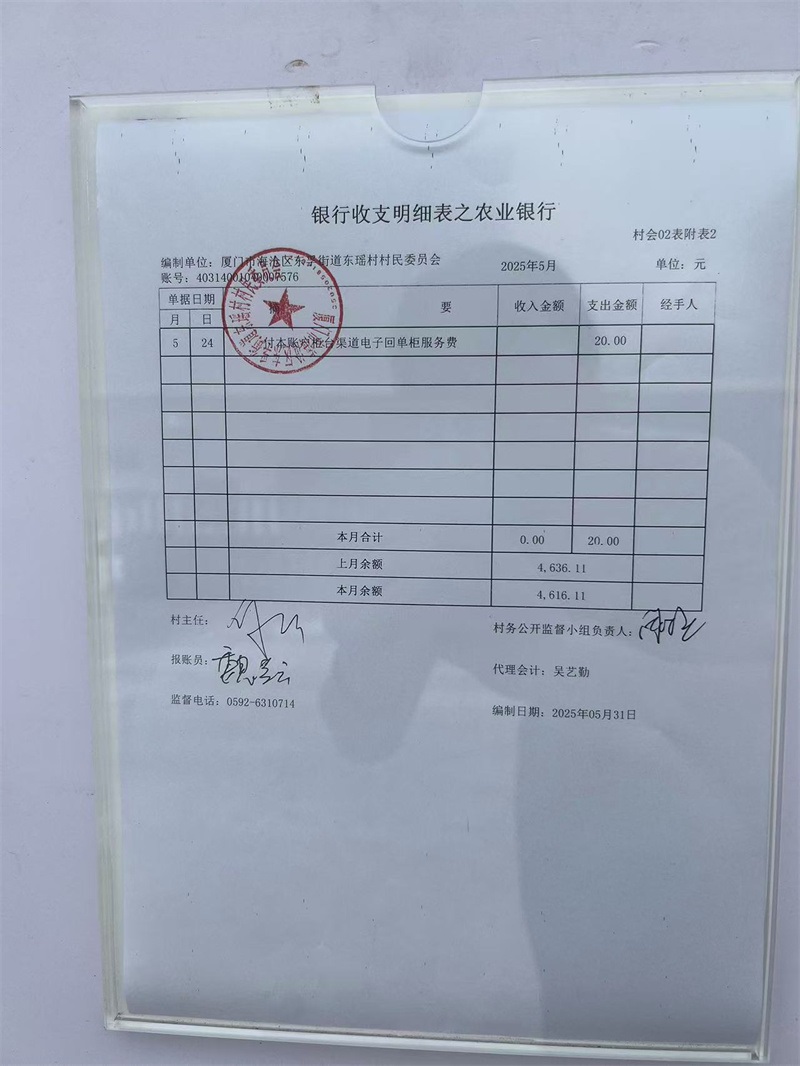 银行收支明细表之农业银行
村会02表附表2
编制单位：厦门市海沧区东孚街道东瑶村村民委员会 2025年5月 单位：元
账号：40314001040007576
单据日期 摘 要 收入金额 支出金额 经手人
月 日
5 24 付本账户柜台渠道电子回单柜服务费 20.00
本月合计 0.00 20.00
上月余额 4,636.11
本月余额 4,616.11
村主任： 村务公开监督小组负责人：
报账员： 代理会计：吴艺勤
监督电话：0592-6310714 编制日期：2025年05月31日